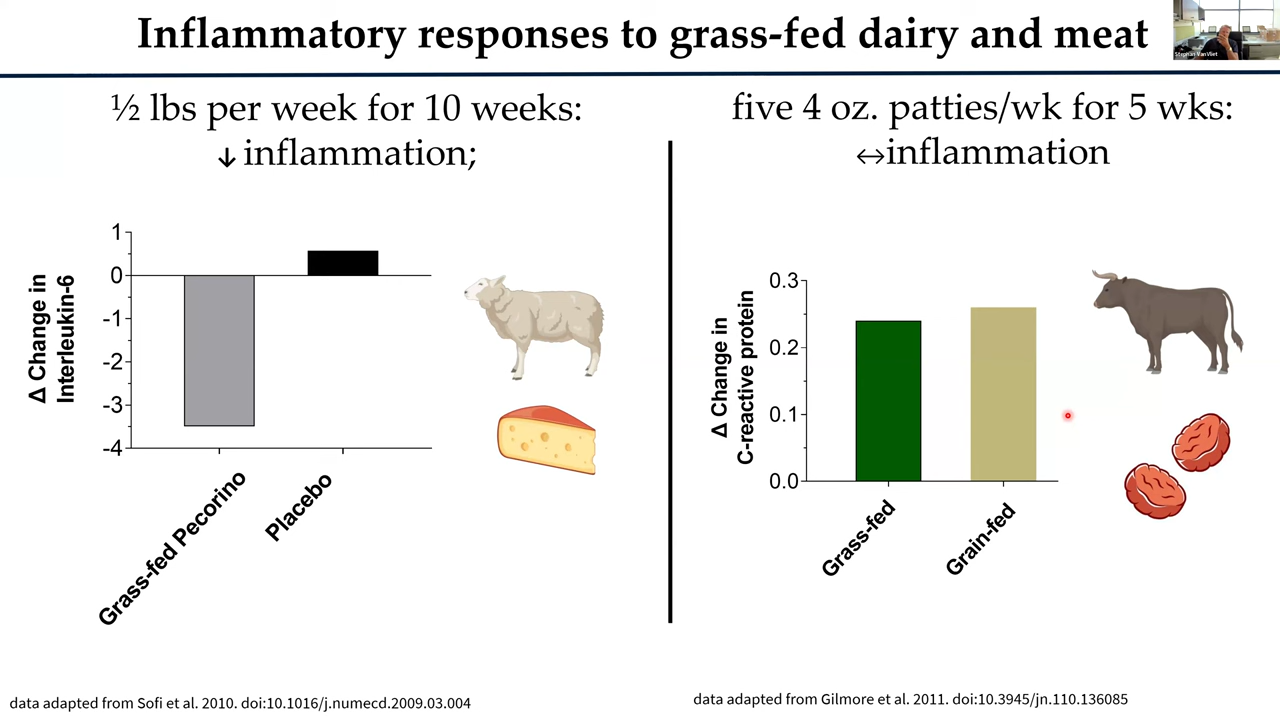 Inflammatory responses to grass-fed dairy and meat
Stephan VanVliet
½ lbs per week for 10 weeks:
↓ inflammation;
1
0
-1
-2
-3
-4
Δ Change in
Interleukin-6
Grass-fed Pecorino
Placebo
data adapted from Sofi et al. 2010. doi:10.1016/j.numecd.2009.03.004
five 4 oz. patties/wk for 5 wks:
↔inflammation
0.3
0.2
0.1
0.0
Δ Change in
C-reactive protein
Grass-fed
Grain-fed
data adapted from Gilmore et al. 2011. doi:10.3945/jn.110.136085